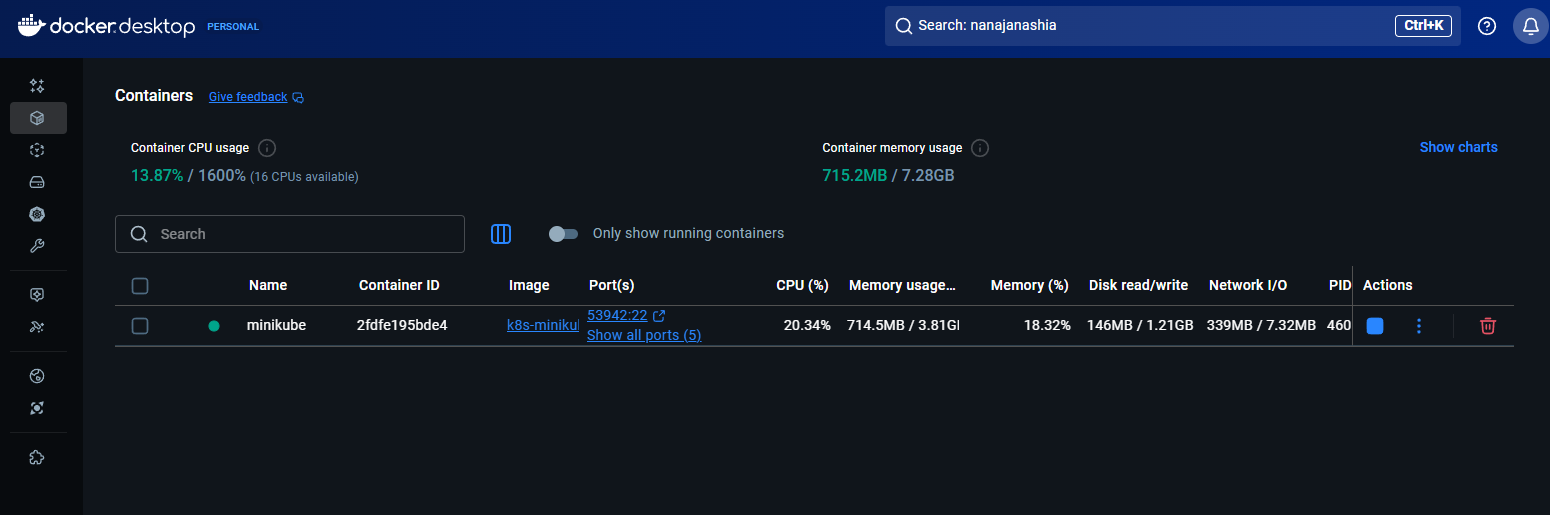 docker.desktop PERSONAL Search: nanajanashia Ctrl+K
Containers Give feedback
Container CPU usage Container memory usage Show charts
13.87% / 1600% (16 CPUs available) 715.2MB / 7.28GB
Search Only show running containers
Name Container ID Image Port(s) CPU (%) Memory usage... Memory (%) Disk read/write Network I/O PID Actions
53942:22
minikube 2fdfe195bde4 k8s-miniku 20.34% 714.5MB / 3.81G 18.32% 146MB / 1.21GB 339MB / 7.32MB 460
Show all ports (5)